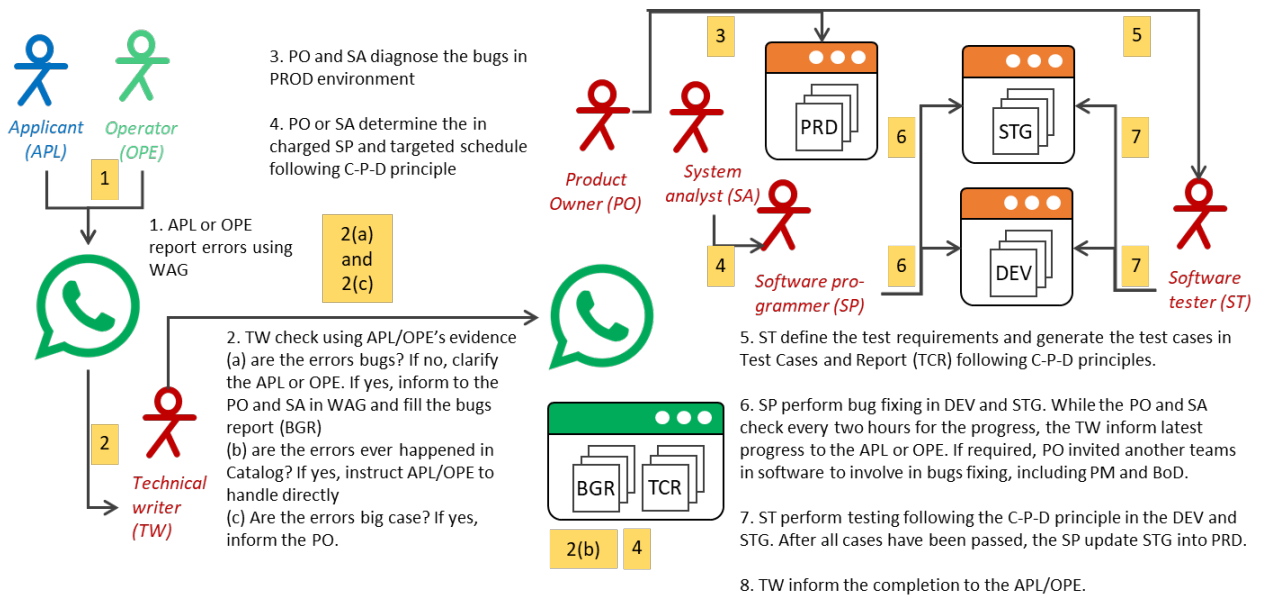 Applicant
(APL)
Operator
(OPE)
1
1. APL or OPE
report errors using
WAG
3. PO and SA diagnose the bugs in
PROD environment
4. PO or SA determine the in
charged SP and targeted schedule
following C-P-D principle
2(a)
and
2(c)
2
Technical
writer
(TW)
2. TW check using APL/OPE’s evidence
(a) are the errors bugs? If no, clarify
the APL or OPE. If yes, inform to the
PO and SA in WAG and fill the bugs
report (BGR)
(b) are the errors ever happened in
Catalog? If yes, instruct APL/OPE to
handle directly
(c) Are the errors big case? If yes,
inform the PO.
BGR
TCR
2(b)
4
Product
Owner (PO)
System
analyst (SA)
3
PRD
4
Software pro-
grammer (SP)
6
6
STG
DEV
5
7
7
Software
tester (ST)
5. ST define the test requirements and generate the test cases in
Test Cases and Report (TCR) following C-P-D principles.
6. SP perform bug fixing in DEV and STG. While the PO and SA
check every two hours for the progress, the TW inform latest
progress to the APL or OPE. If required, PO invited another teams
in software to involve in bugs fixing, including PM and BoD.
7. ST perform testing following the C-P-D principle in the DEV and
STG. After all cases have been passed, the SP update STG into PRD.
8. TW inform the completion to the APL/OPE.